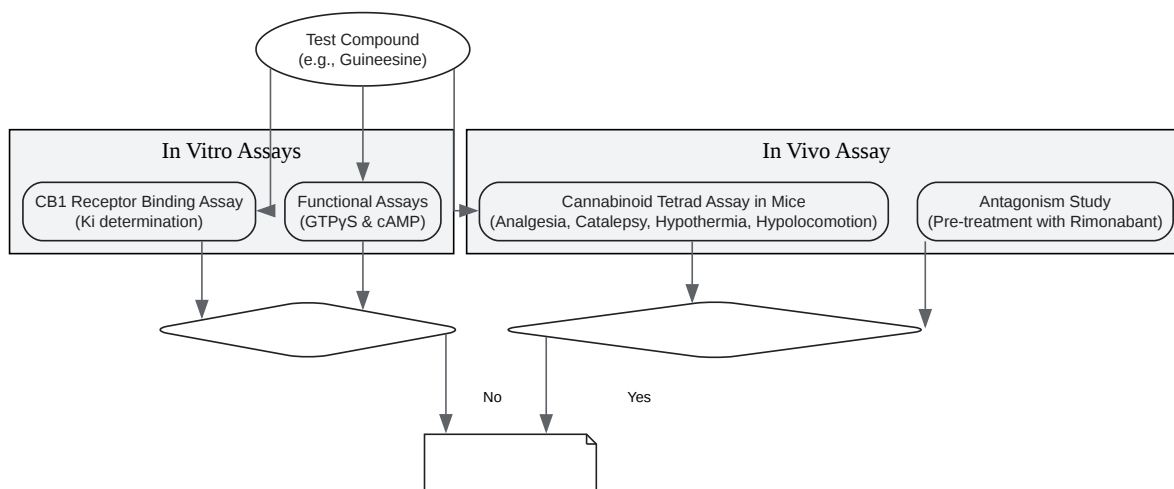 Test Compound
(e.g., Guineesine)
In Vitro Assays
In Vivo Assay
CB1 Receptor Binding Assay
(Ki determination)
Functional Assays
(GTPγS & cAMP)
Cannabinoid Tetrad Assay in Mice
(Analgesia, Catalepsy, Hypothermia, Hypolocomotion)
Antagonism Study
(Pre-treatment with Rimonabant)
No
Yes